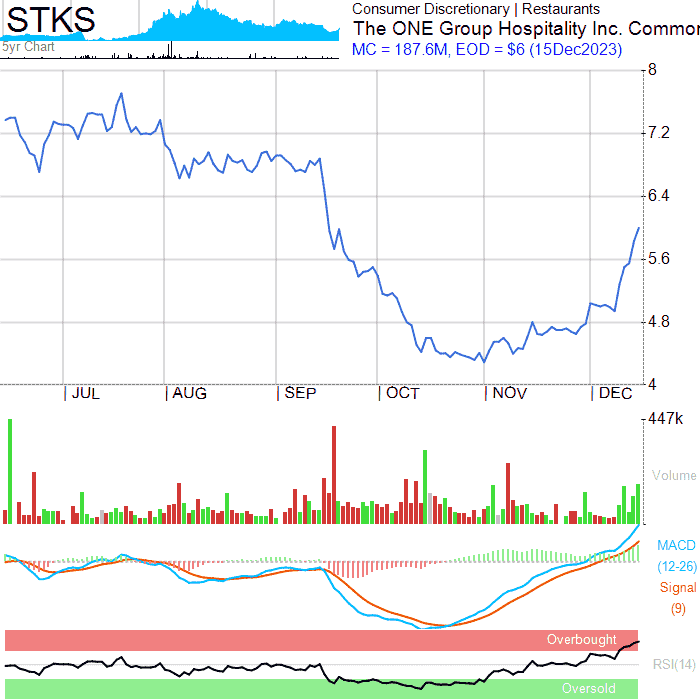 STKS
5yr Chart
Consumer Discretionary | Restaurants
The ONE Group Hospitality Inc. Common
MC = 187.6M, EOD = $6 (15Dec2023)
8
7.2
6.4
5.6
4.8
4
| JUL | AUG | SEP | OCT | NOV | DEC
447k
Volume
MACD
(12-26)
Signal
(9)
Overbought
RSI(14)
Oversold